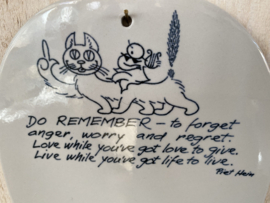 DO REMEMBER – to forget
anger, worry and regret.
Love while you've got love to give.
Live while you've got life to live.
Piet Hein